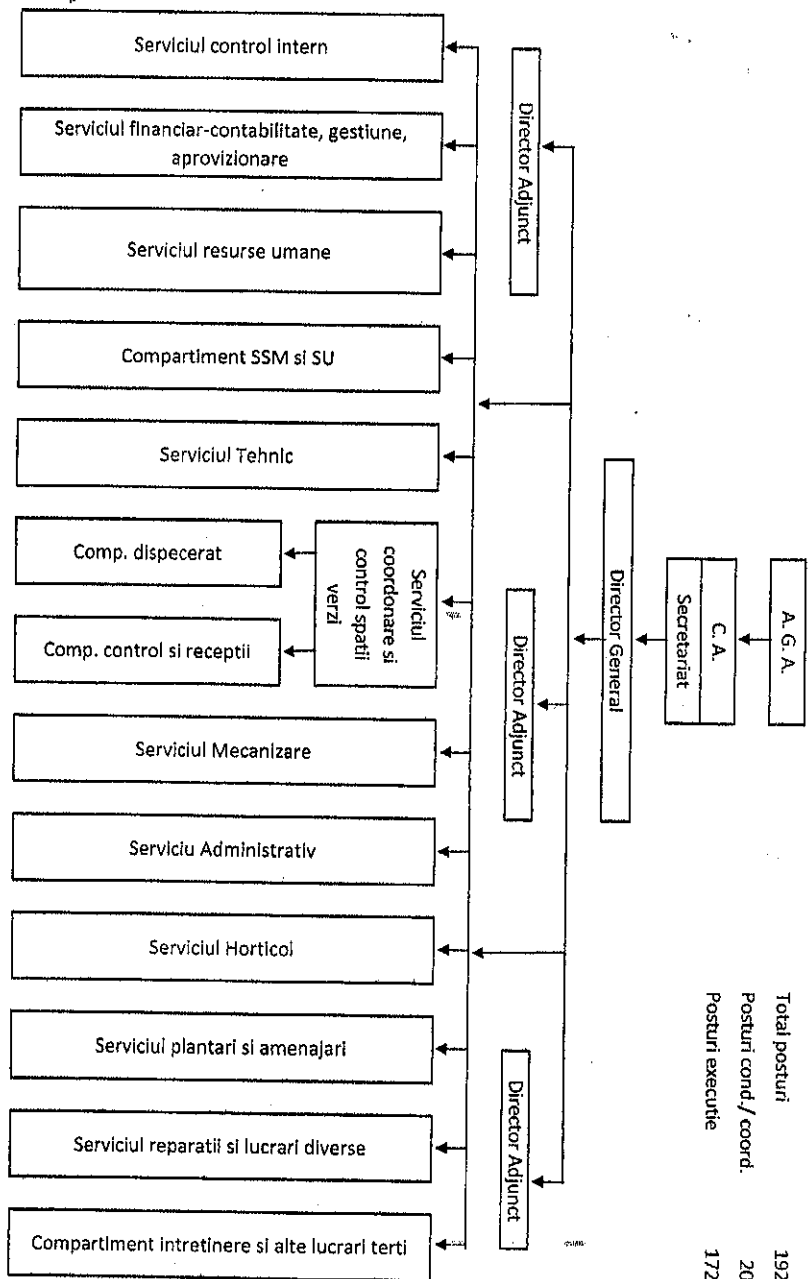 Total posturi 192
Posturi cond./ coord. 20
Posturi executie 172
A. G. A.
C. A.
Secretariat
Director General
Director Adjunct
Director Adjunct
Director Adjunct
Serviciul control intern
Serviciul financiar-contabilitate, gestiune,
aprovizionare
Serviciul resurse umane
Compartiment SSM si SU
Serviciul Tehnic
Serviciul
coordonare si
control spatii
verzi
Comp. dispecerat
Comp. control si receptii
Serviciul Mecanizare
Serviciu Administrativ
Serviciul Horticol
Serviciul plantari si amenajari
Serviciul reparatii si lucrari diverse
Compartiment intretinere si alte lucrari terti